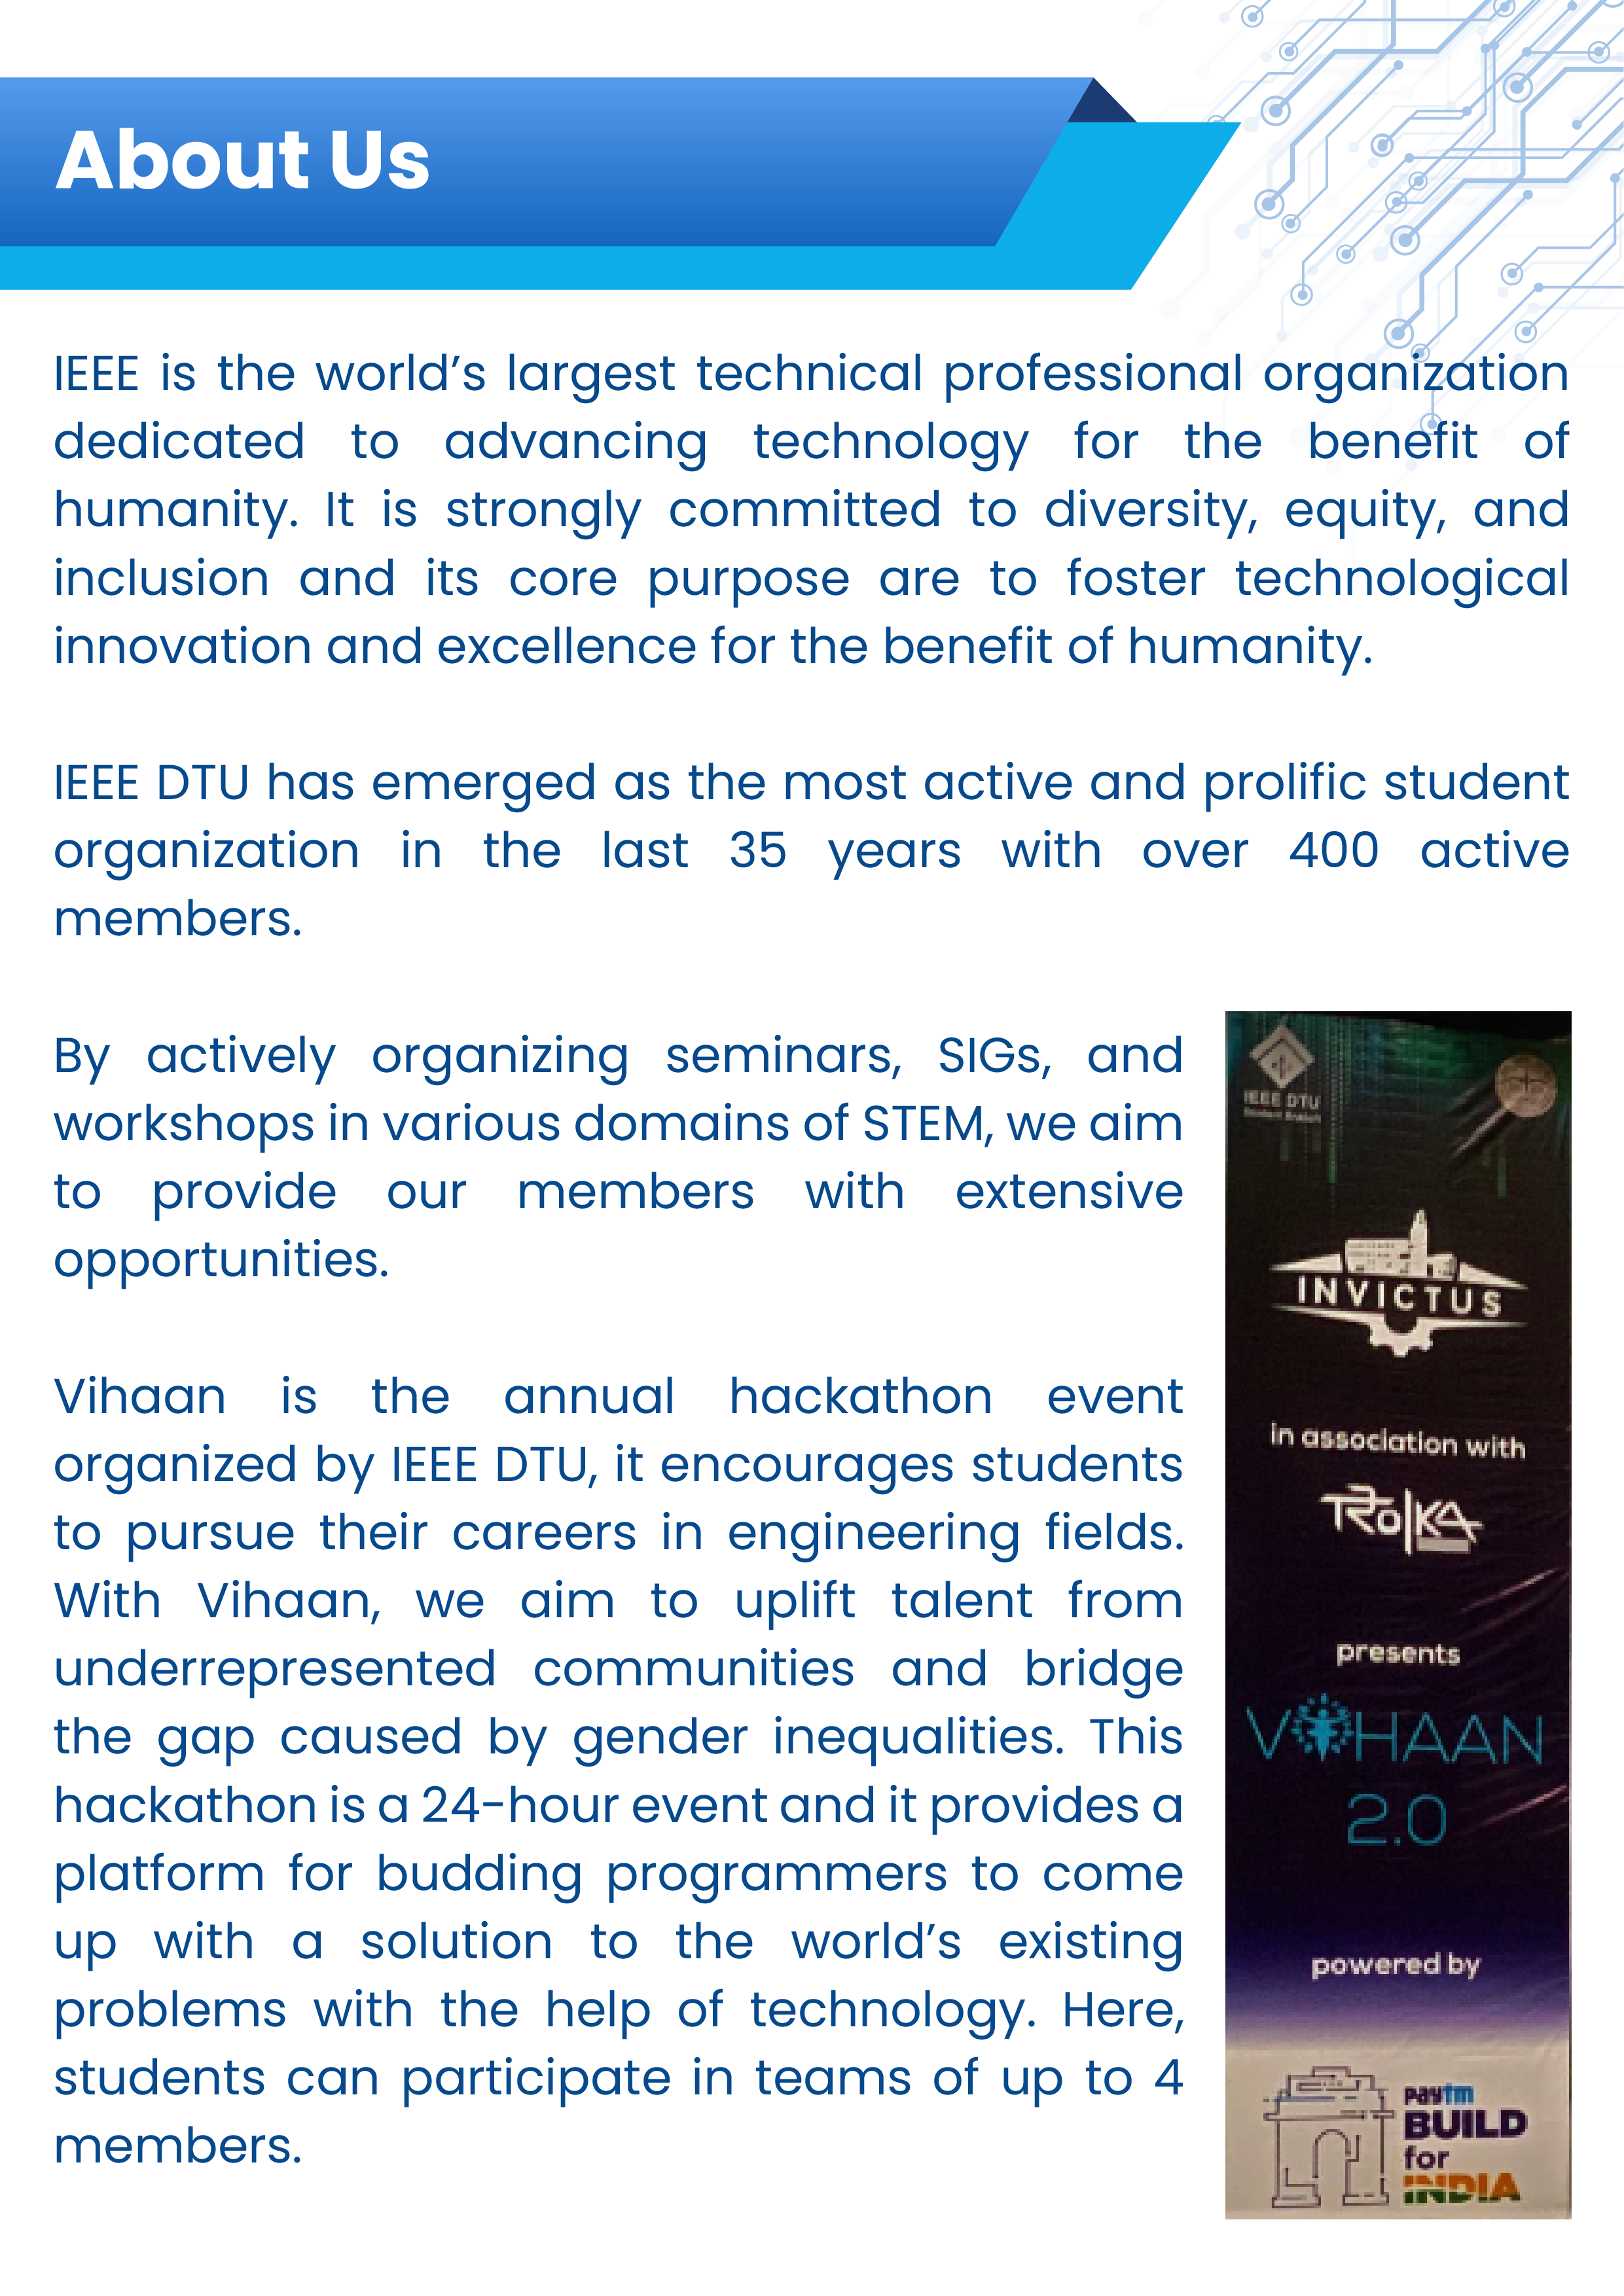 About Us
IEEE is the world’s largest technical professional organization
dedicated to advancing technology for the benefit of
humanity. It is strongly committed to diversity, equity, and
inclusion and its core purpose are to foster technological
innovation and excellence for the benefit of humanity.
IEEE DTU has emerged as the most active and prolific student
organization in the last 35 years with over 400 active
members.
By actively organizing seminars, SIGs, and
workshops in various domains of STEM, we aim
to provide our members with extensive
opportunities.
Vihaan is the annual hackathon event
organized by IEEE DTU, it encourages students
to pursue their careers in engineering fields.
With Vihaan, we aim to uplift talent from
underrepresented communities and bridge
the gap caused by gender inequalities. This
hackathon is a 24-hour event and it provides a
platform for budding programmers to come
up with a solution to the world’s existing
problems with the help of technology. Here,
students can participate in teams of up to 4
members.
IEEE DTU
Student Branch
INVICTUS
in association with
TROIKA
presents
VIHAAN
2.0
powered by
paytm
BUILD
for
INDIA